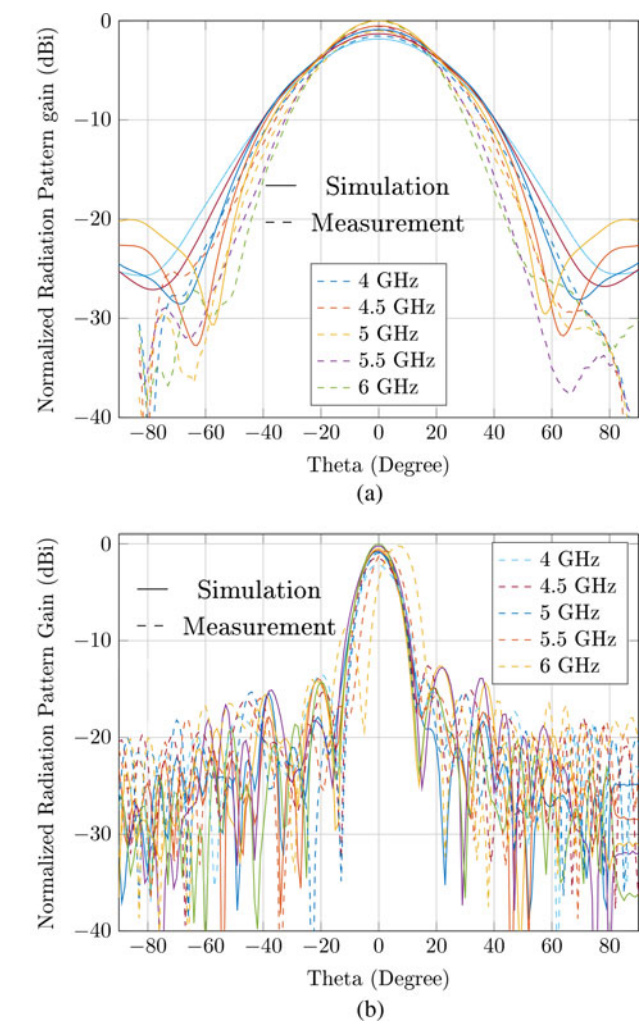 0
−10
−20
−30
−40
Normalized Radiation Pattern gain (dBi)
Simulation
Measurement
4 GHz
4.5 GHz
5 GHz
5.5 GHz
6 GHz
−80 −60 −40 −20 0 20 40 60 80
Theta (Degree)
(a)
0
−10
−20
−30
−40
Normalized Radiation Pattern Gain (dBi)
Simulation
Measurement
4 GHz
4.5 GHz
5 GHz
5.5 GHz
6 GHz
−80 −60 −40 −20 0 20 40 60 80
Theta (Degree)
(b)